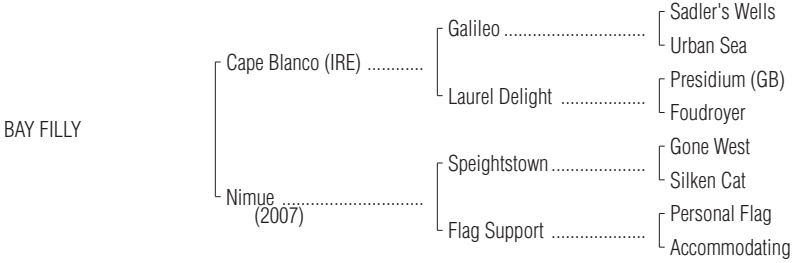 Sadler's Wells
Galileo ..............................
Urban Sea
Cape Blanco (IRE) ............
Presidium (GB)
Laurel Delight ..................
Foudroyer
BAY FILLY
Gone West
Speightstown....................
Silken Cat
Nimue ..............................
(2007)
Personal Flag
Flag Support ....................
Accommodating